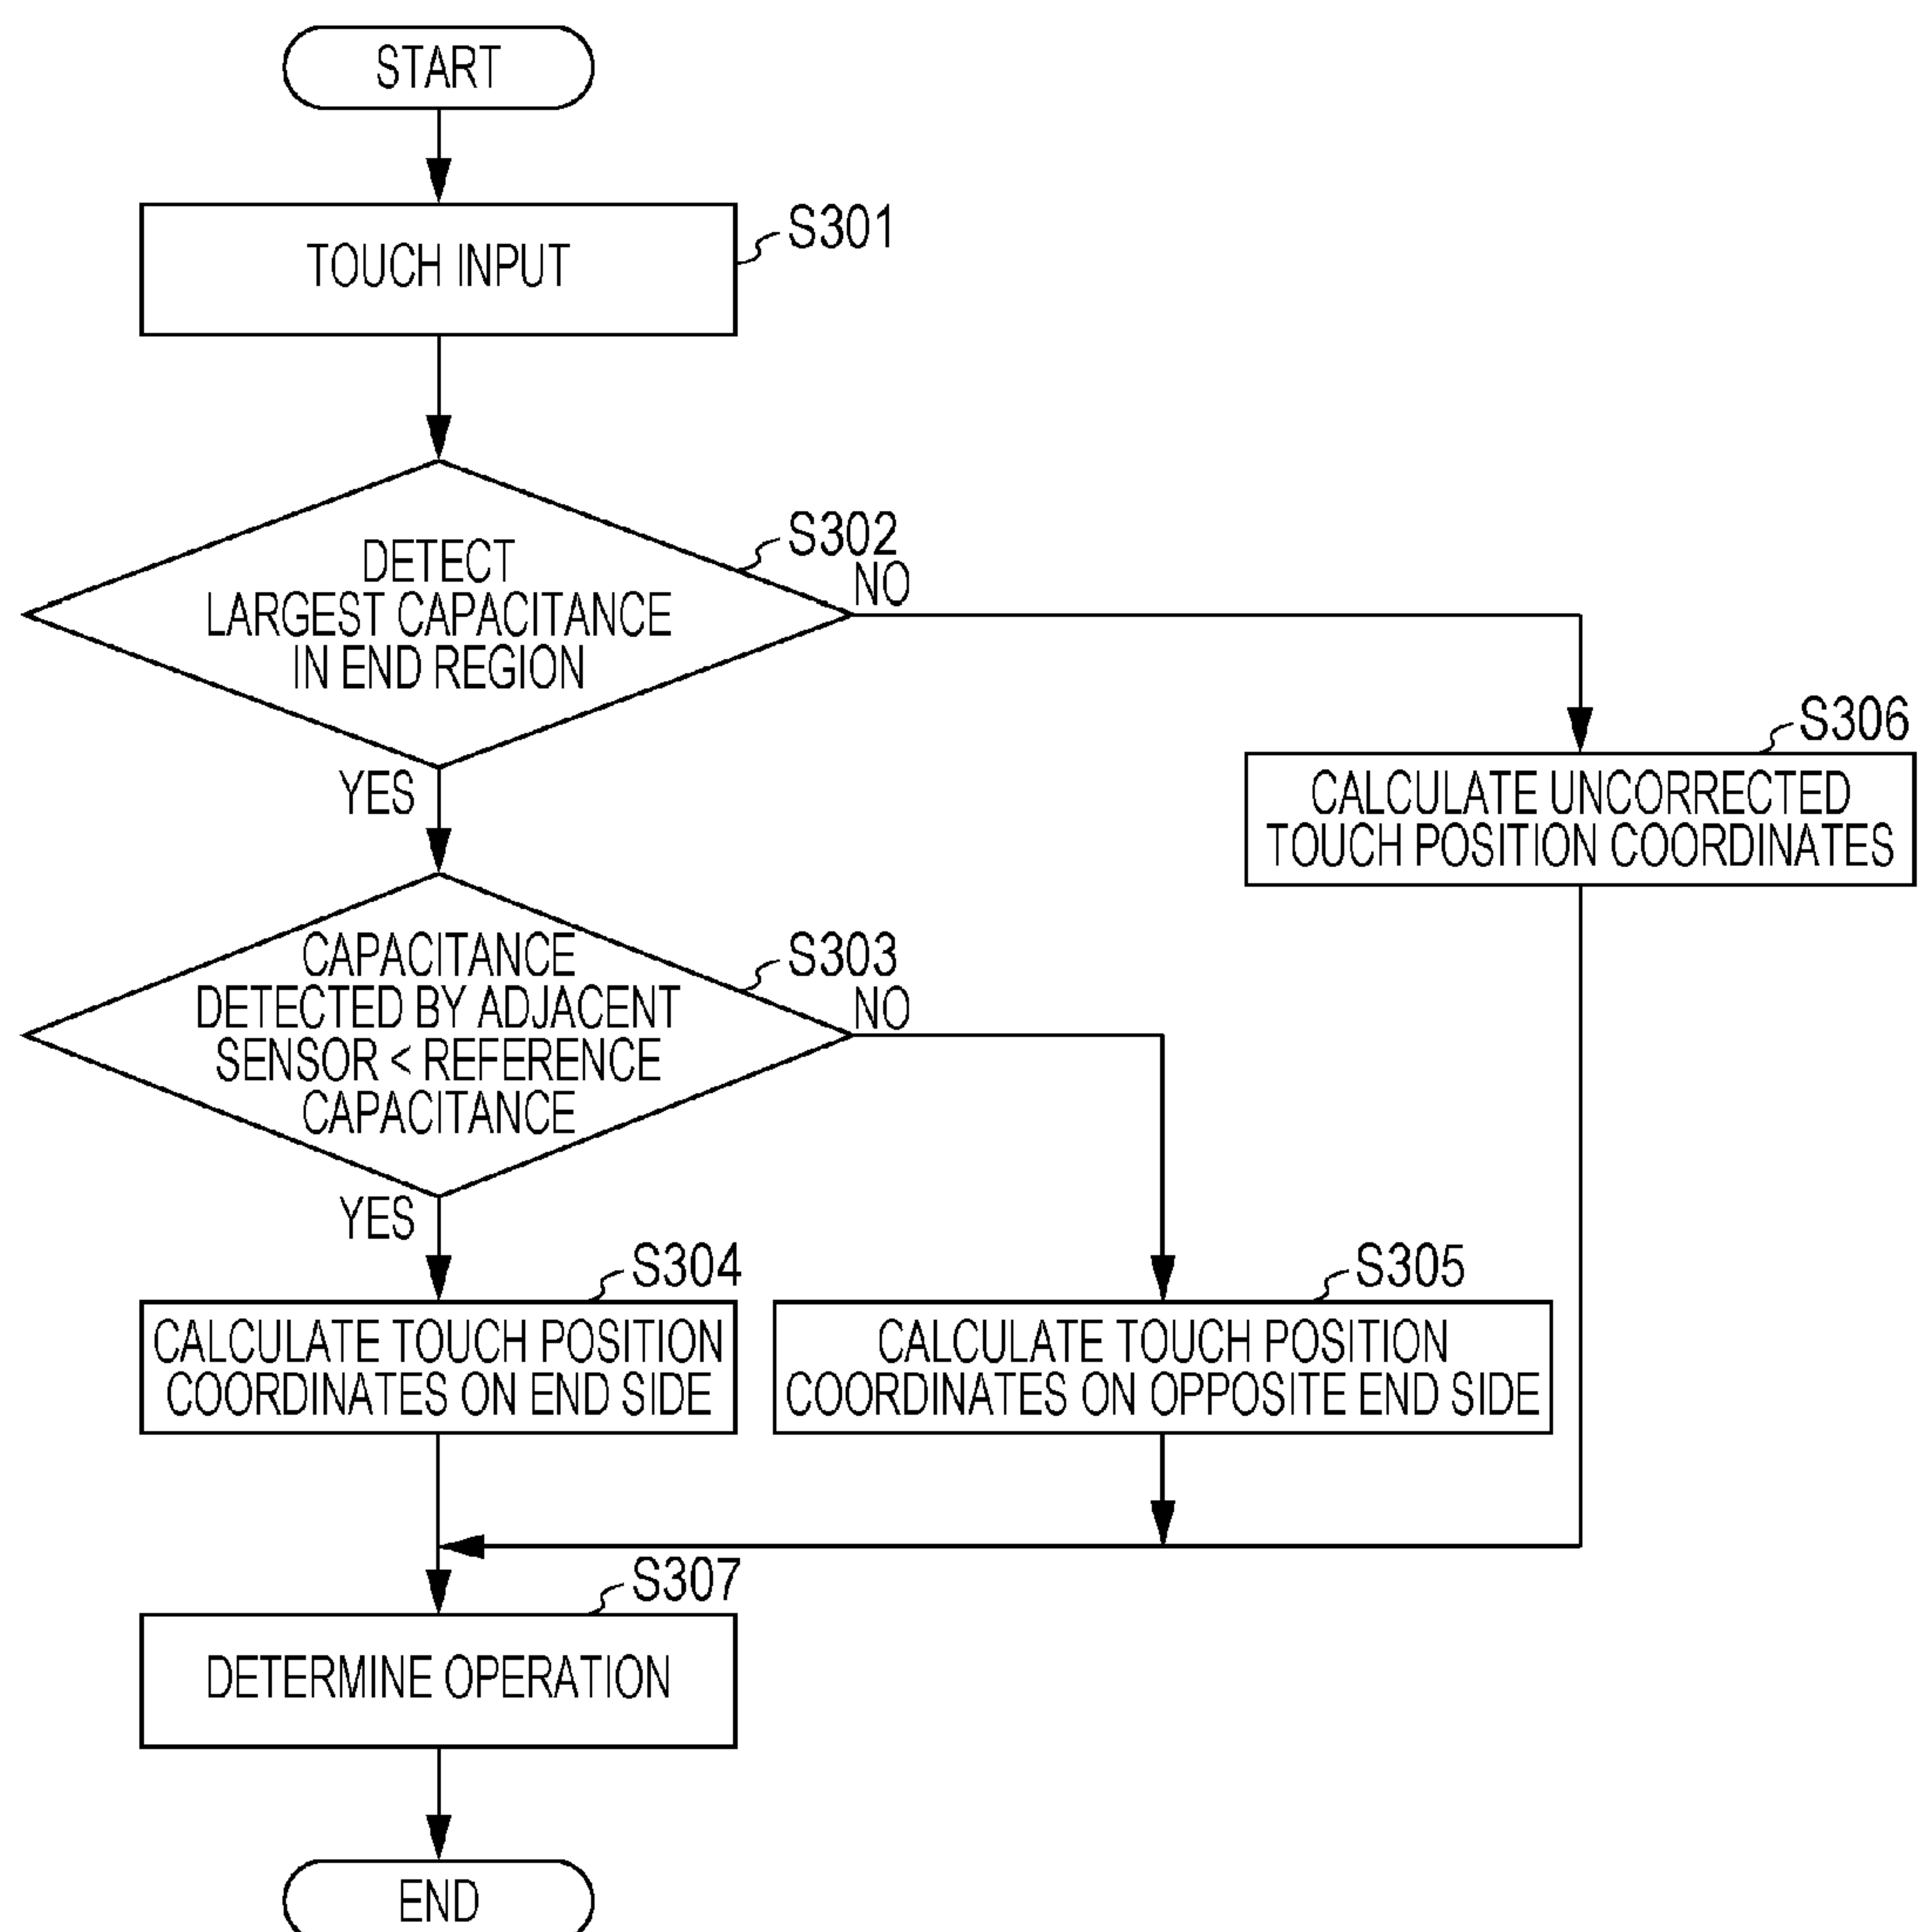 START
TOUCH INPUT
S301
DETECT
LARGEST CAPACITANCE
IN END REGION
S302
NO
YES
S306
CALCULATE UNCORRECTED
TOUCH POSITION COORDINATES
CAPACITANCE
DETECTED BY ADJACENT
SENSOR < REFERENCE
CAPACITANCE
S303
NO
YES
S304
CALCULATE TOUCH POSITION
COORDINATES ON END SIDE
S305
CALCULATE TOUCH POSITION
COORDINATES ON OPPOSITE END SIDE
S307
DETERMINE OPERATION
END